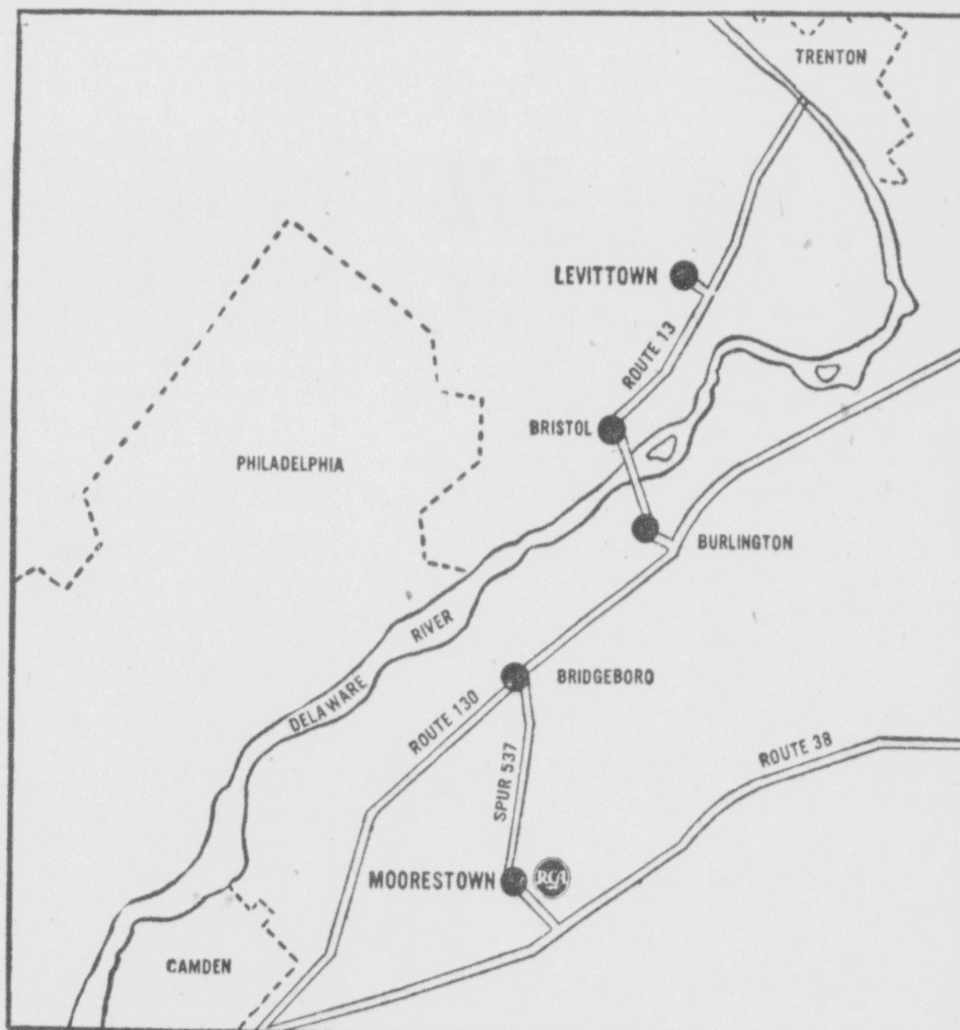 TRENTON
LEVITTOWN
ROUTE 13
BRISTOL
PHILADELPHIA
BURLINGTON
DELAWARE RIVER
BRIDGEBORO
ROUTE 130
SPUR 537
ROUTE 38
MOORESTOWN
RCA
CAMDEN